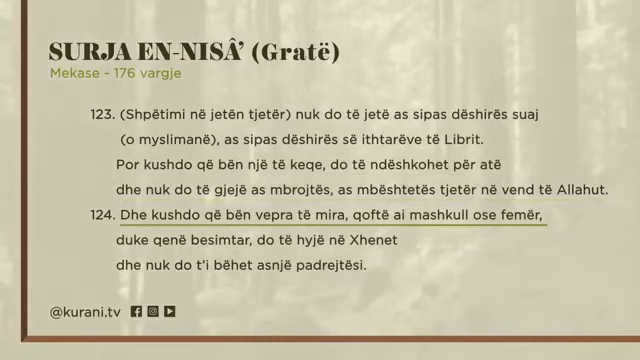 SURJA EN-NISÂ’ (Gratë)
Mekase - 176 vargje
123. (Shpëtimi në jetën tjetër) nuk do të jetë as sipas dëshirës suaj
(o myslimanë), as sipas dëshirës së ithtarëve të Librit.
Por kushdo që bën një të keqe, do të ndëshkohet për atë
dhe nuk do të gjejë as mbrojtës, as mbështetës tjetër në vend të Allahut.
124. Dhe kushdo që bën vepra të mira, qoftë ai mashkull ose femër,
duke qenë besimtar, do të hyjë në Xhenet
dhe nuk do t’i bëhet asnjë padrejtësi.
@kurani.tv